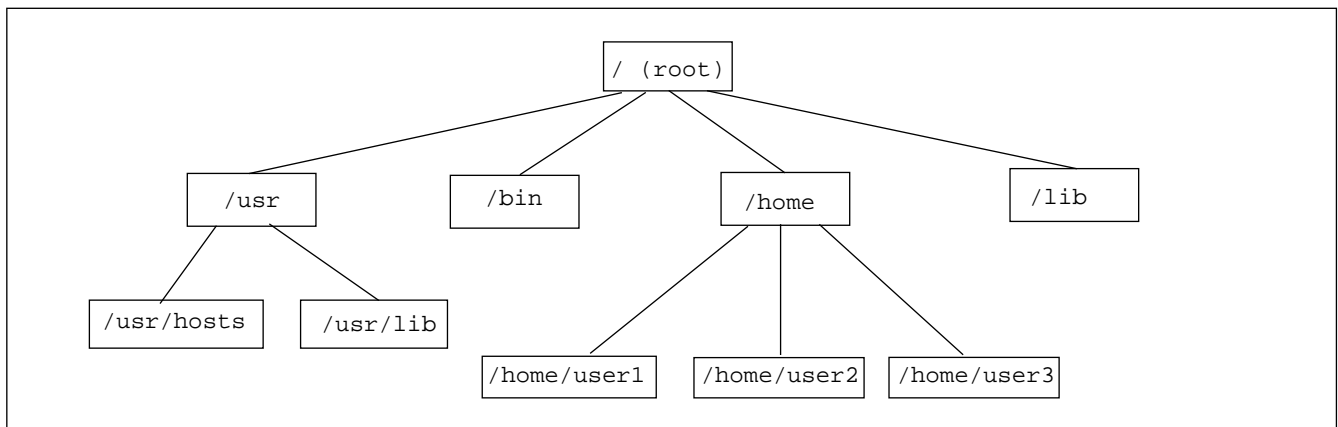 / (root)
/usr
/bin
/home
/lib
/usr/hosts
/usr/lib
/home/user1
/home/user2
/home/user3